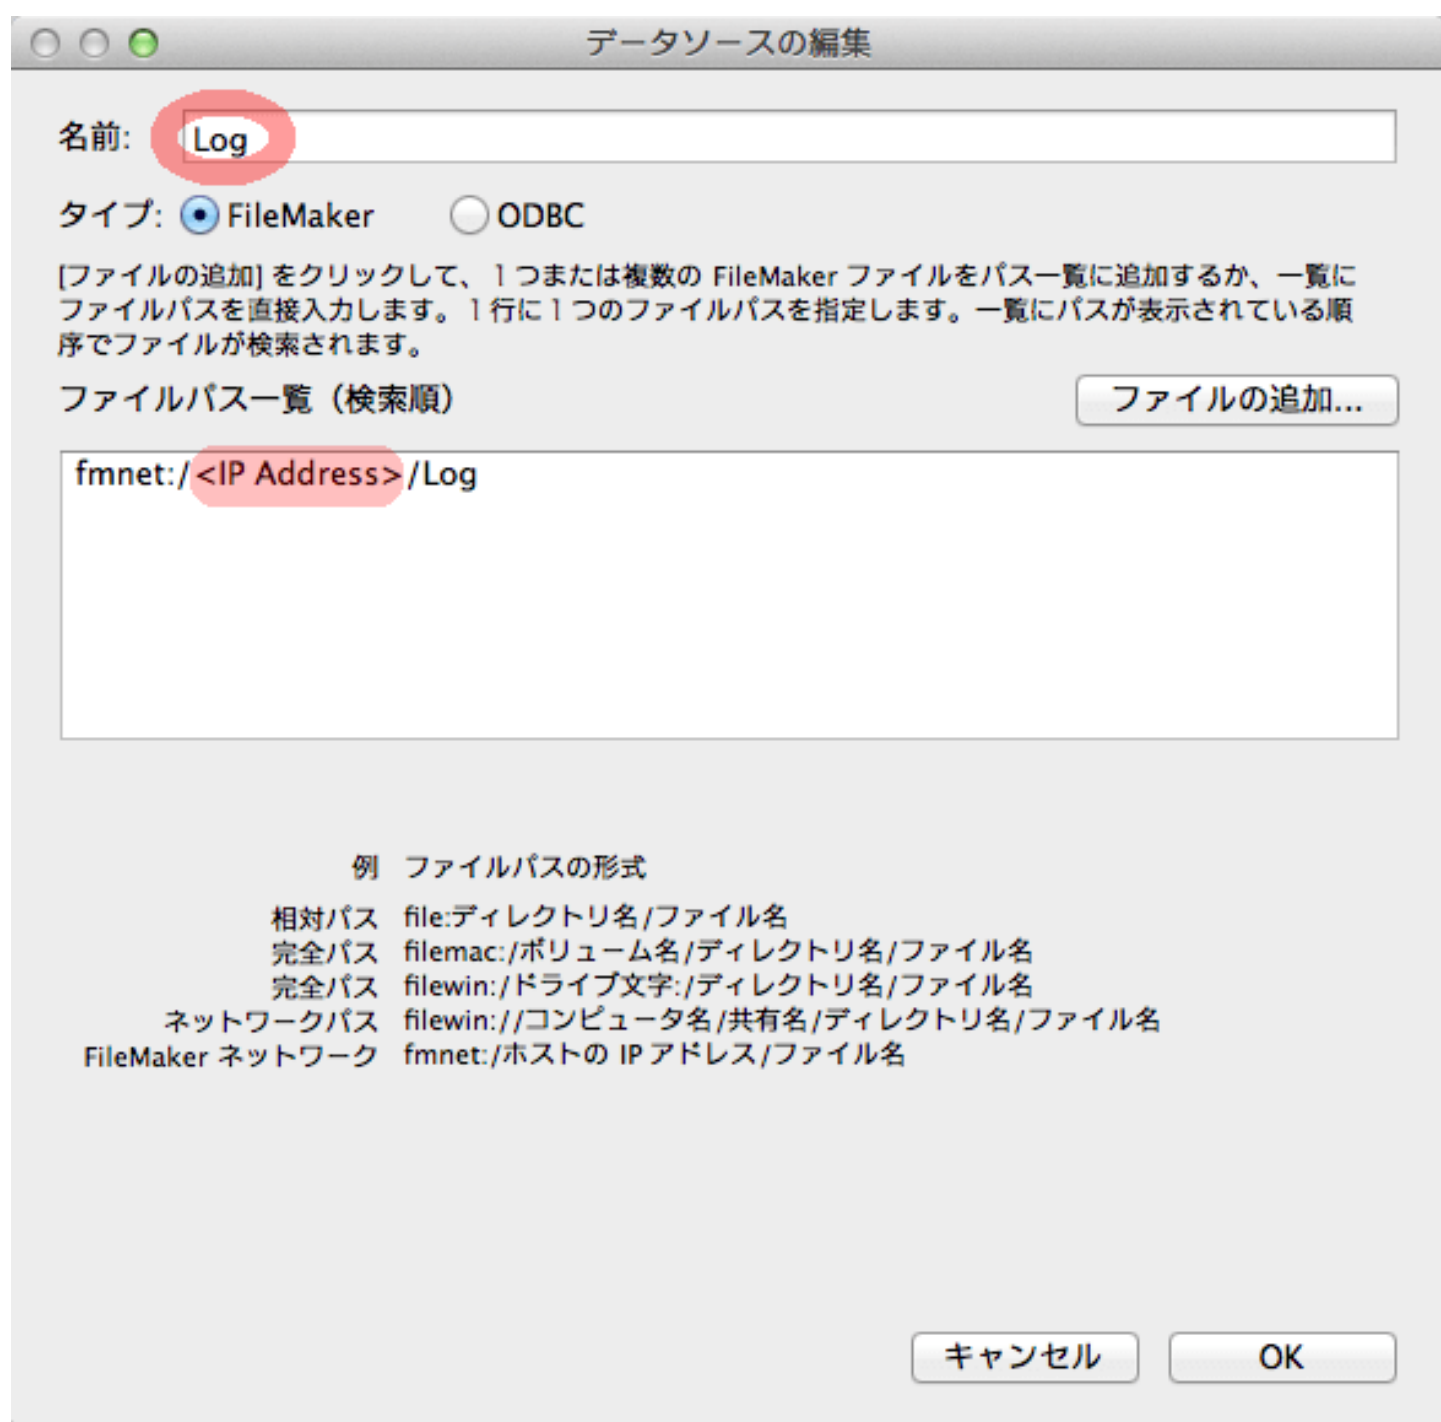 データソースの編集
名前: Log
タイプ: FileMaker ODBC
[ファイルの追加] をクリックして、1つまたは複数の FileMaker ファイルをパス一覧に追加するか、一覧に
ファイルパスを直接入力します。1行に1つのファイルパスを指定します。一覧にパスが表示されている順
序でファイルが検索されます。
ファイルパス一覧（検索順） ファイルの追加...
fmnet:/<IP Address>/Log
例 ファイルパスの形式
相対パス file:ディレクトリ名/ファイル名
完全パス filemac:/ボリューム名/ディレクトリ名/ファイル名
完全パス filewin:/ドライブ文字:/ディレクトリ名/ファイル名
ネットワークパス filewin://コンピュータ名/共有名/ディレクトリ名/ファイル名
FileMaker ネットワーク fmnet:/ホストの IP アドレス/ファイル名
キャンセル OK